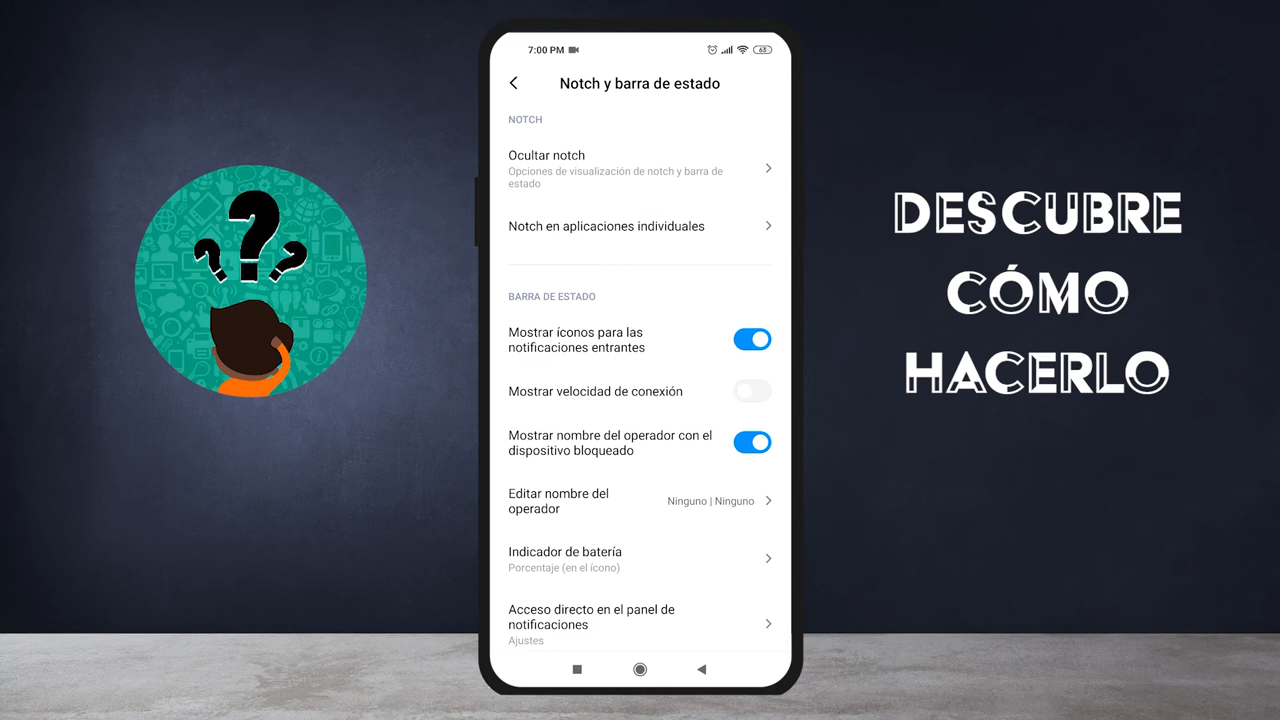 7:00 PM
63
Notch y barra de estado
NOTCH
Ocultar notch
Opciones de visualización de notch y barra de
estado
Notch en aplicaciones individuales
BARRA DE ESTADO
Mostrar íconos para las
notificaciones entrantes
Mostrar velocidad de conexión
Mostrar nombre del operador con el
dispositivo bloqueado
Editar nombre del
operador
Ninguno | Ninguno
Indicador de batería
Porcentaje (en el ícono)
Acceso directo en el panel de
notificaciones
Ajustes
DESCUBRE
CÓMO
HACERLO